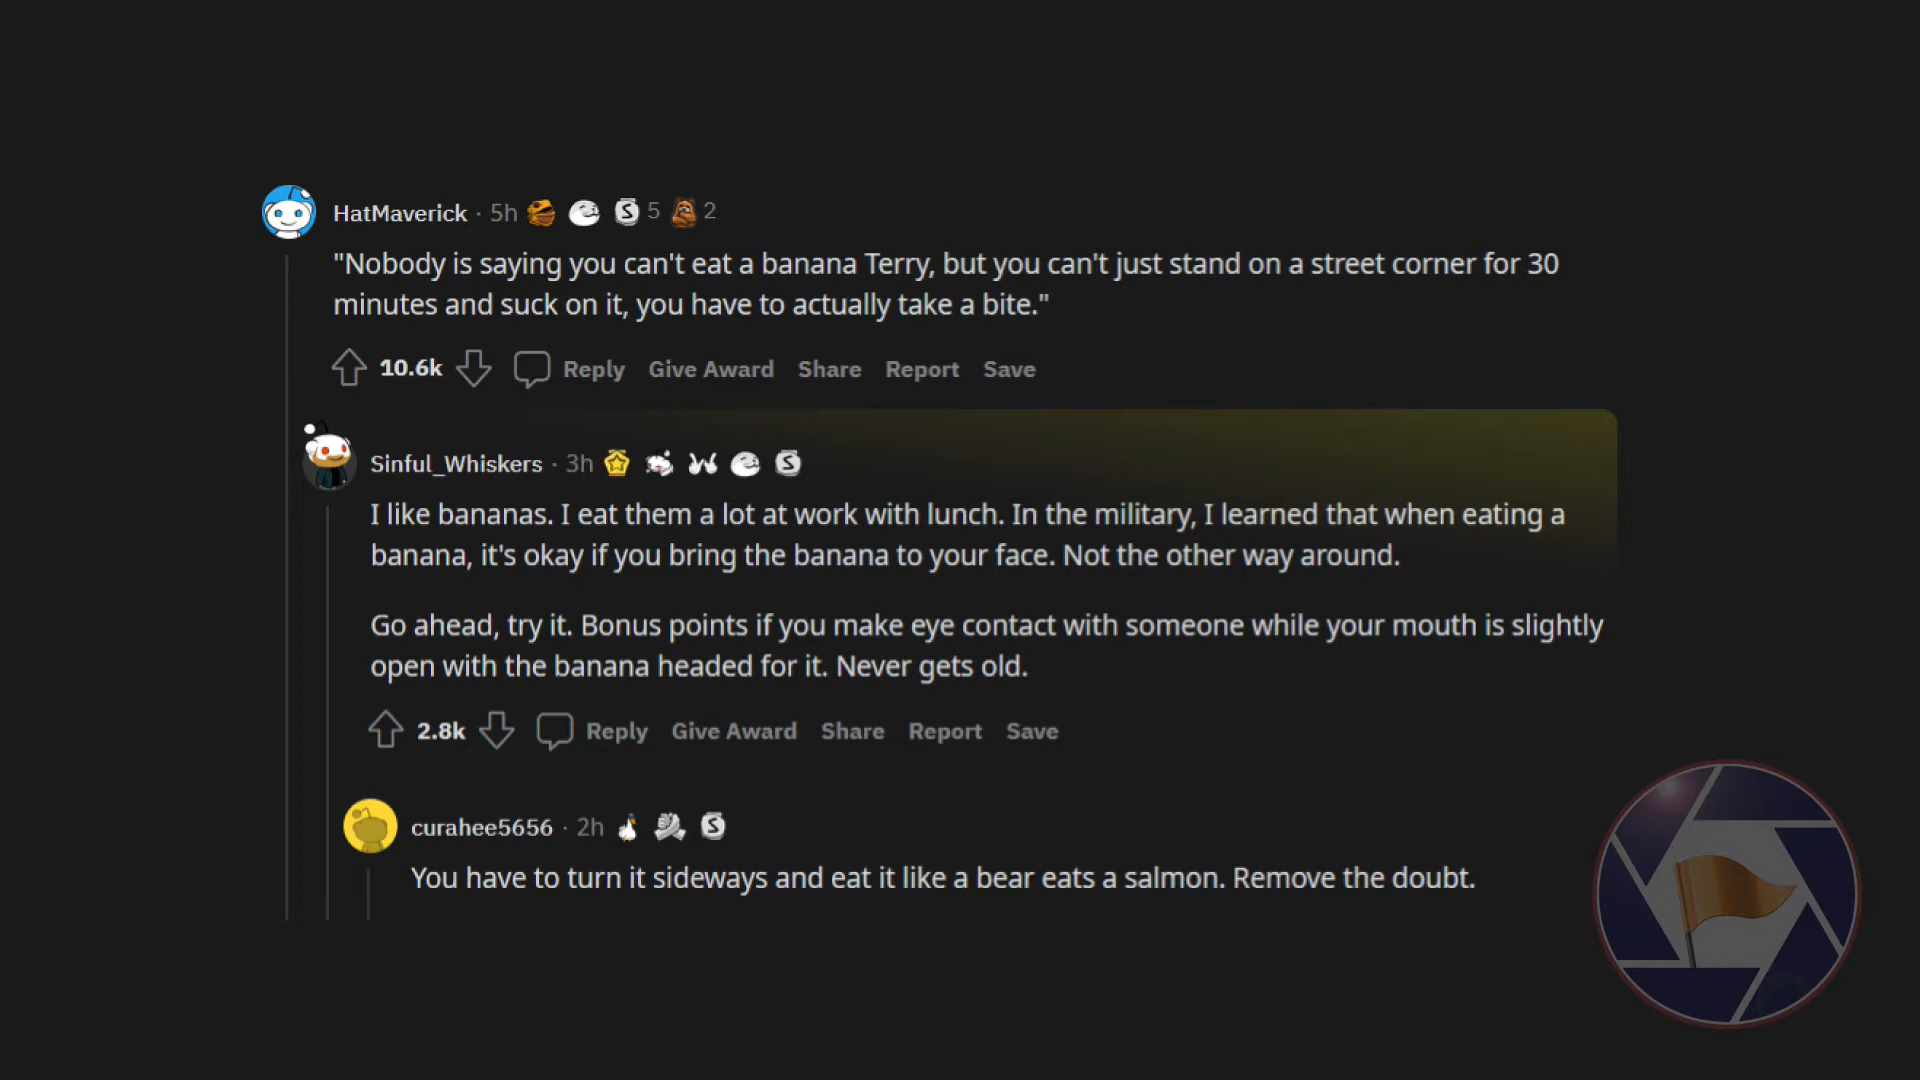 HatMaverick · 5h 5 2
"Nobody is saying you can't eat a banana Terry, but you can't just stand on a street corner for 30
minutes and suck on it, you have to actually take a bite."
10.6k Reply Give Award Share Report Save
Sinful_Whiskers · 3h
I like bananas. I eat them a lot at work with lunch. In the military, I learned that when eating a
banana, it's okay if you bring the banana to your face. Not the other way around.
Go ahead, try it. Bonus points if you make eye contact with someone while your mouth is slightly
open with the banana headed for it. Never gets old.
2.8k Reply Give Award Share Report Save
curahee5656 · 2h
You have to turn it sideways and eat it like a bear eats a salmon. Remove the doubt.